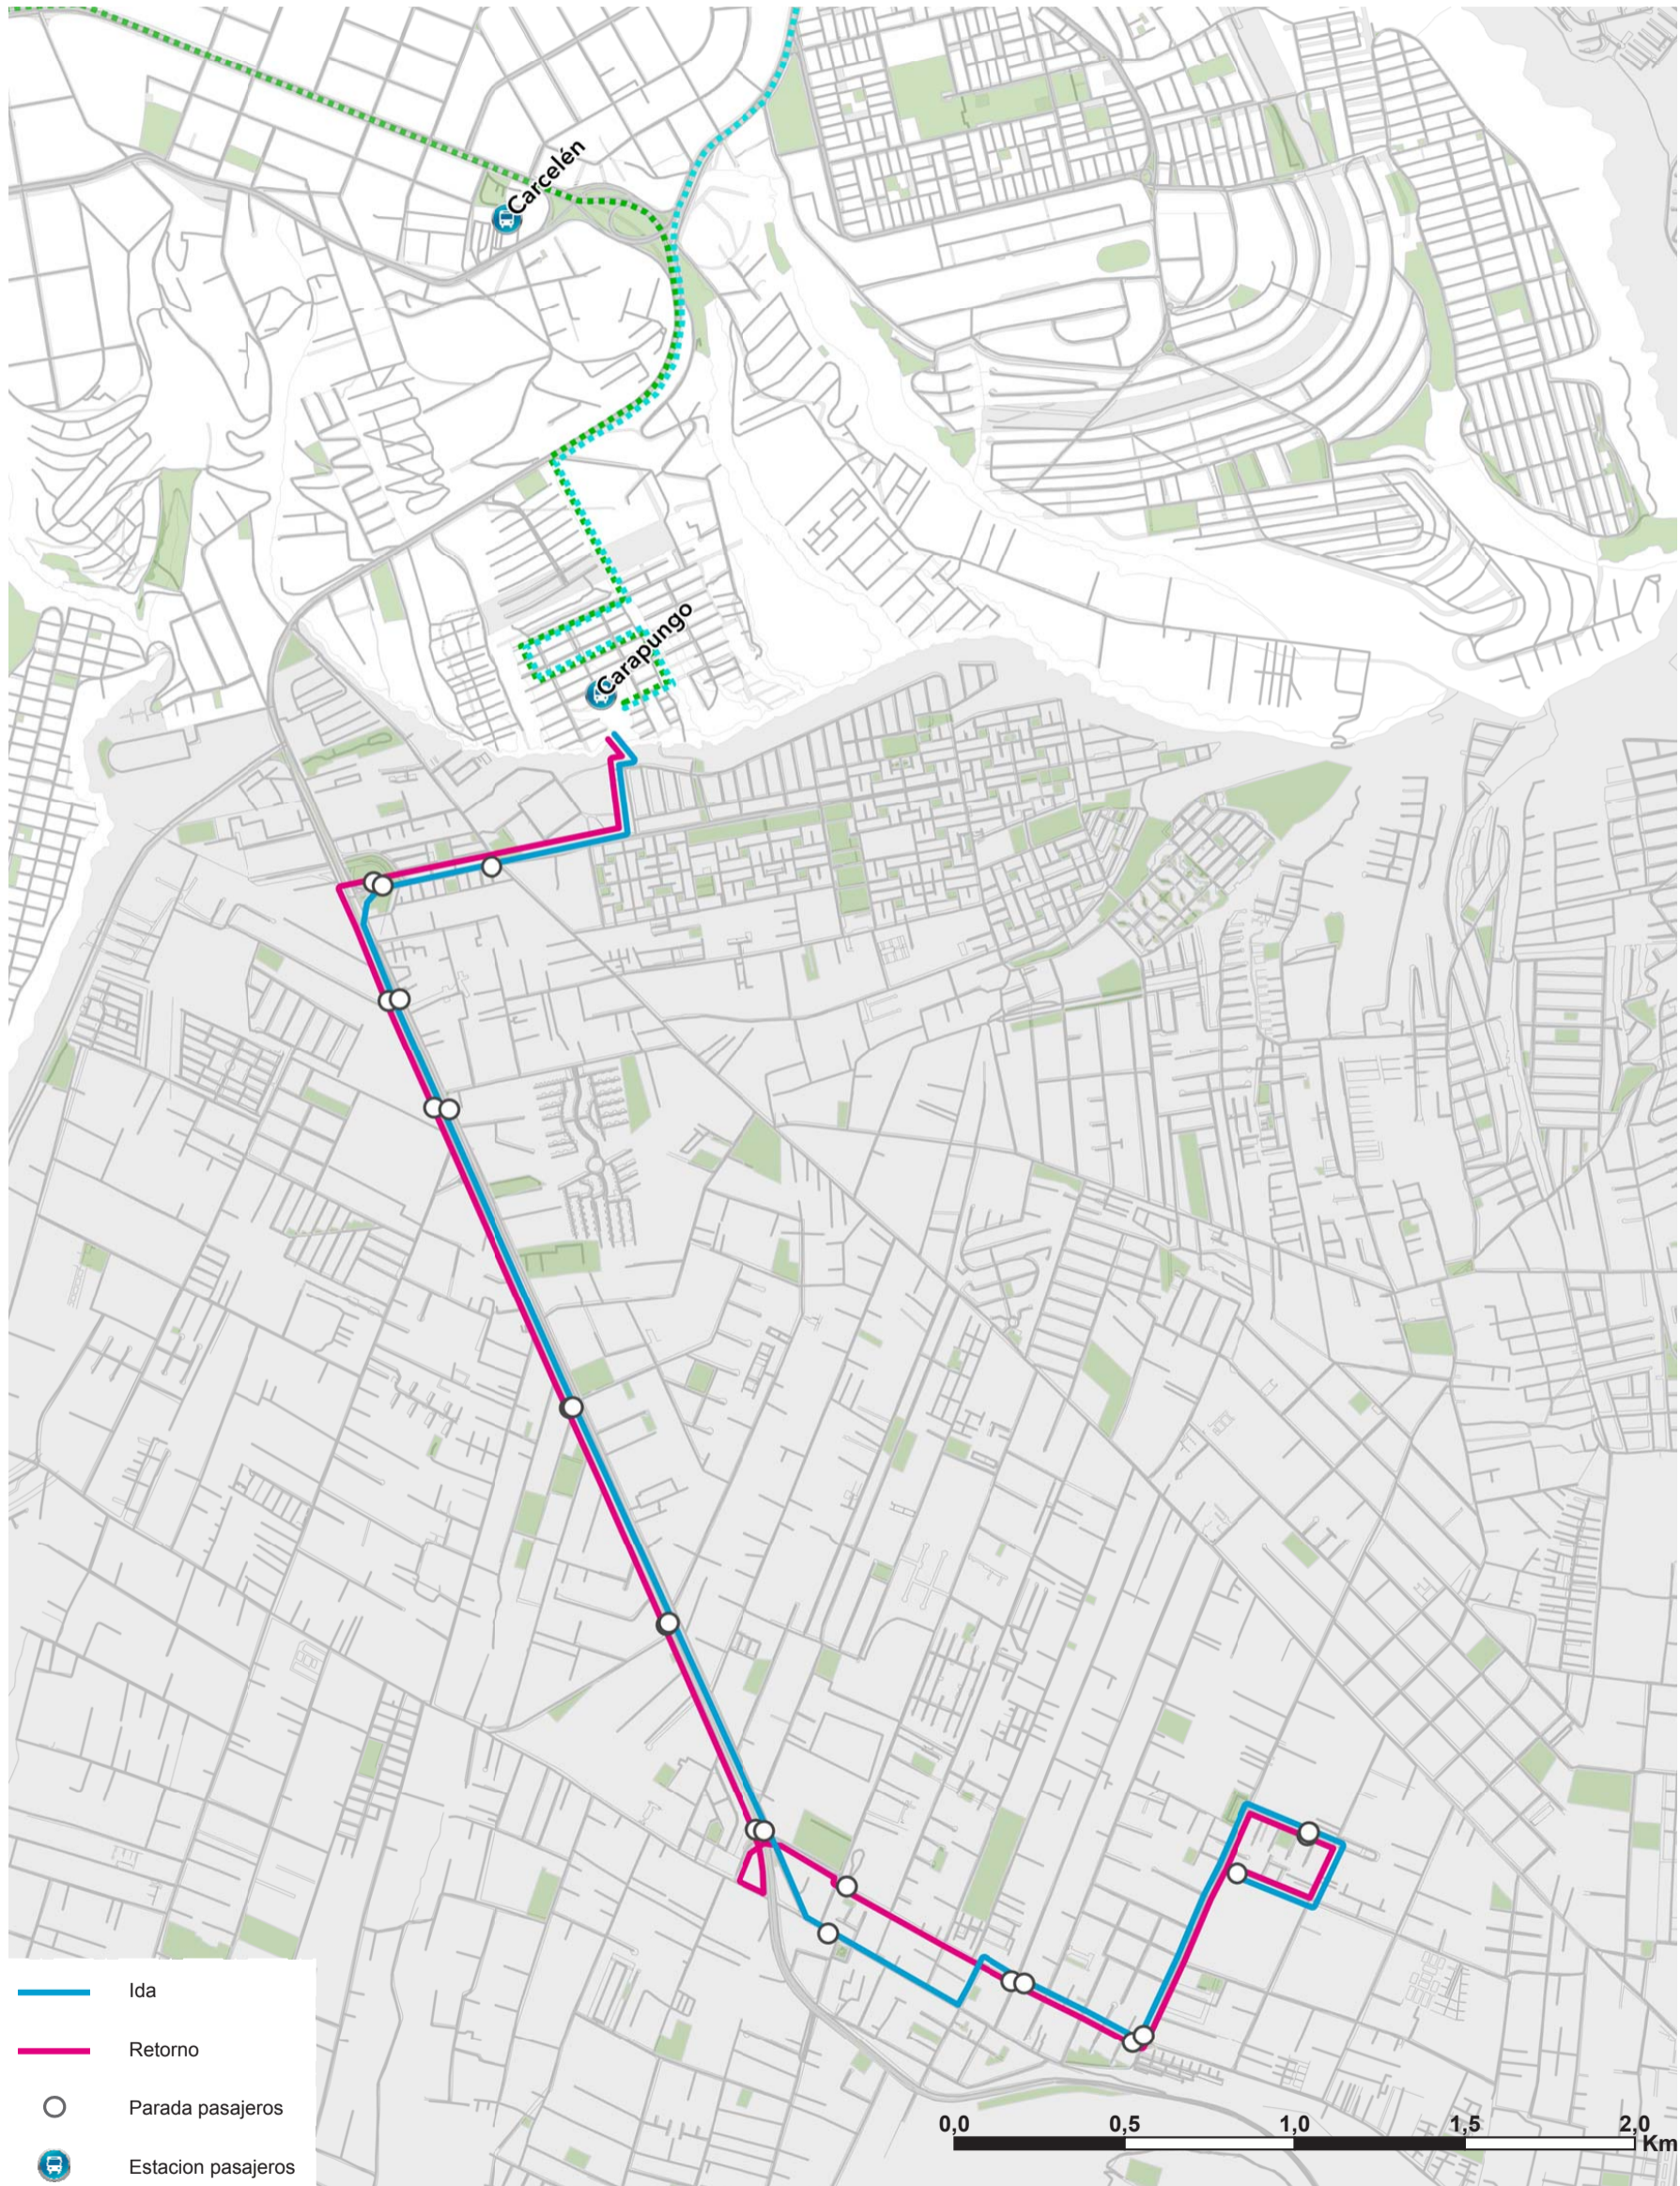 Carcelén
Carapungo
Ida
Retorno
Parada pasajeros
Estacion pasajeros
0,0 0,5 1,0 1,5 2,0
Km